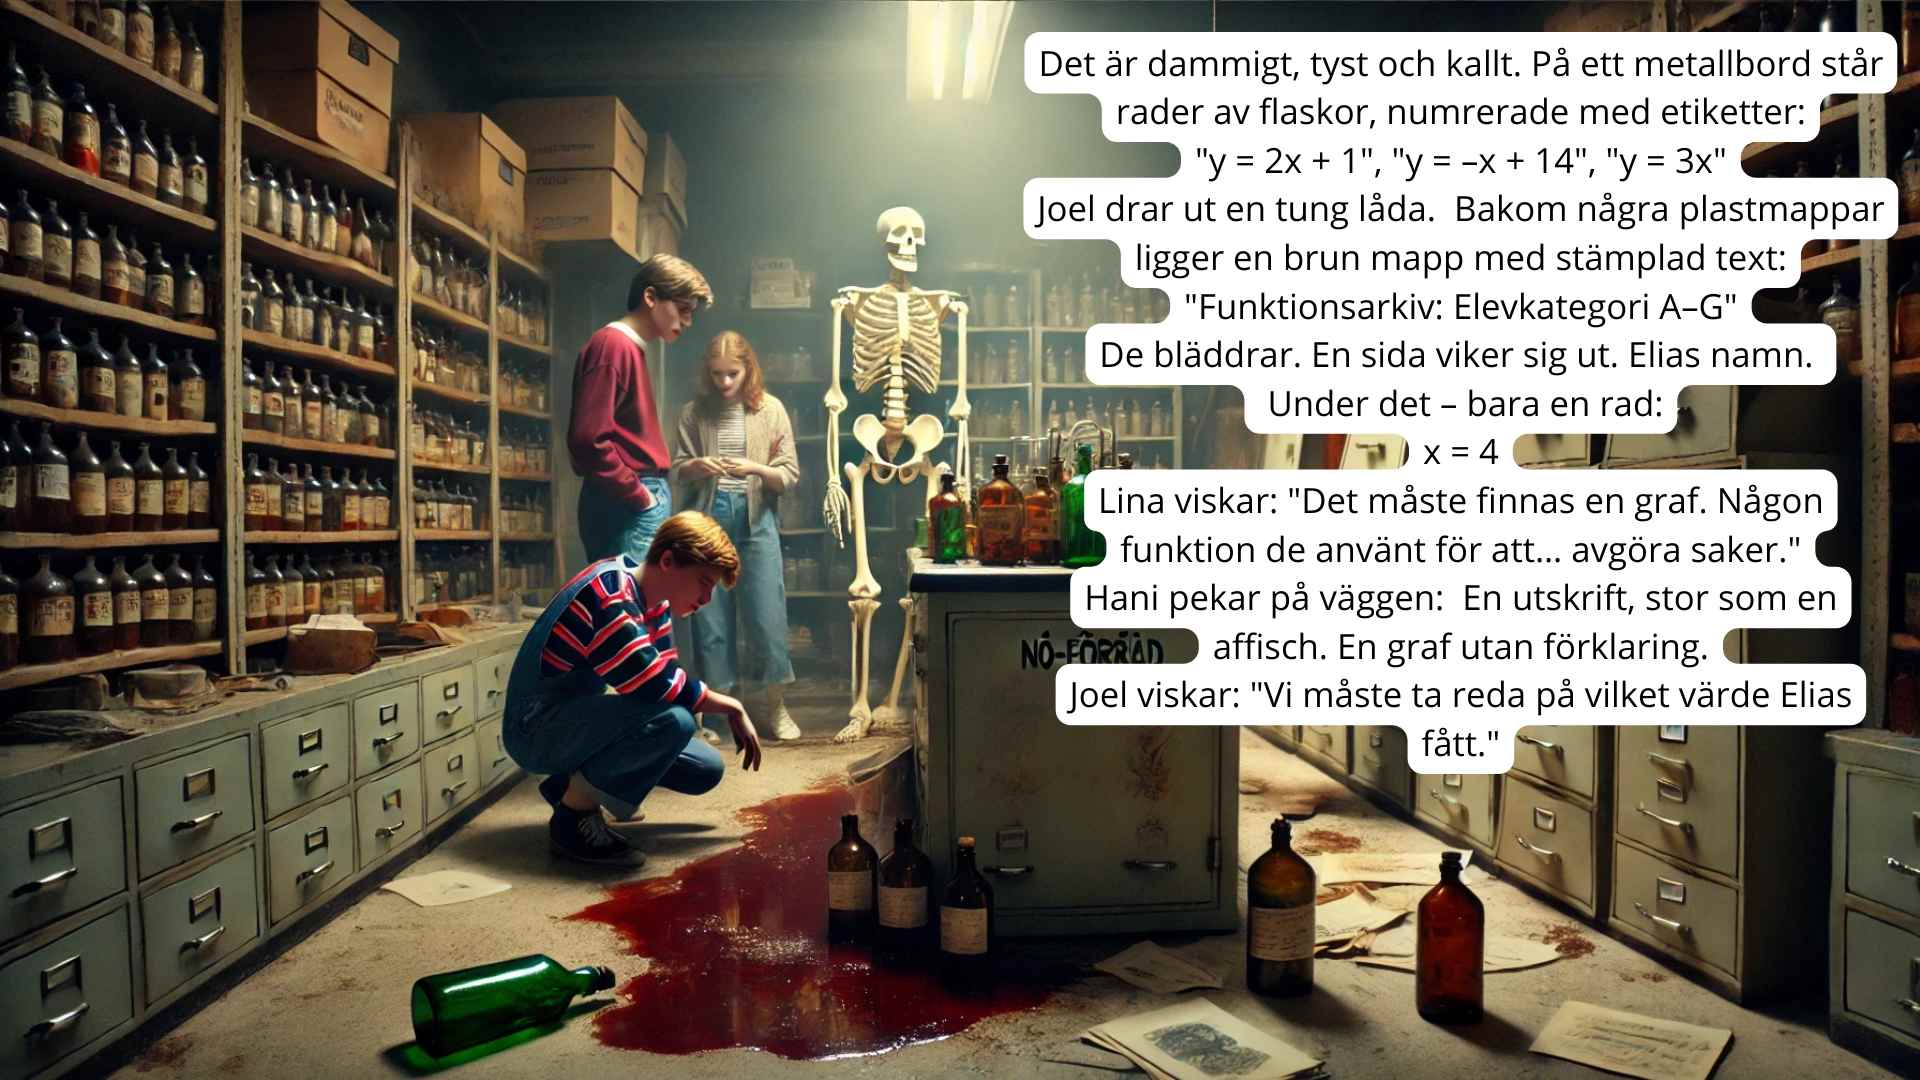 Det är dammigt, tyst och kallt. På ett metallbord står
rader av flaskor, numrerade med etiketter:
"y = 2x + 1", "y = –x + 14", "y = 3x"
Joel drar ut en tung låda.  Bakom några plastmappar
ligger en brun mapp med stämplad text:
"Funktionsarkiv: Elevkategori A–G"
De bläddrar. En sida viker sig ut. Elias namn.
Under det – bara en rad:
x = 4
Lina viskar: "Det måste finnas en graf. Någon
funktion de använt för att… avgöra saker."
Hani pekar på väggen:  En utskrift, stor som en
affisch. En graf utan förklaring.
Joel viskar: "Vi måste ta reda på vilket värde Elias
fått."
NO-FÖRRÅD